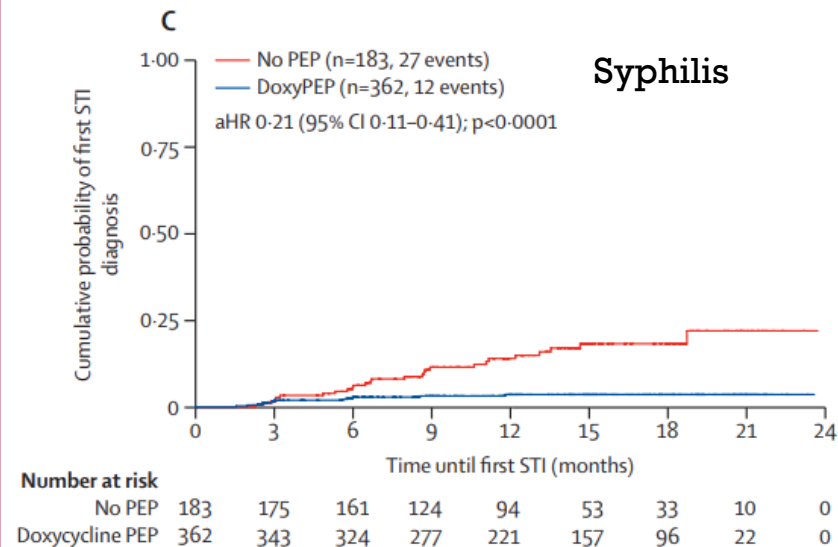 C
Syphilis
No PEP (n=183, 27 events)
DoxyPEP (n=362, 12 events)
aHR 0·21 (95% CI 0·11–0·41); p<0·0001
Cumulative probability of first STI
diagnosis
1·00
0·75
0·50
0·25
0
0 3 6 9 12 15 18 21 24
Time until first STI (months)
Number at risk
No PEP 183 175 161 124 94 53 33 10 0
Doxycycline PEP 362 343 324 277 221 157 96 22 0